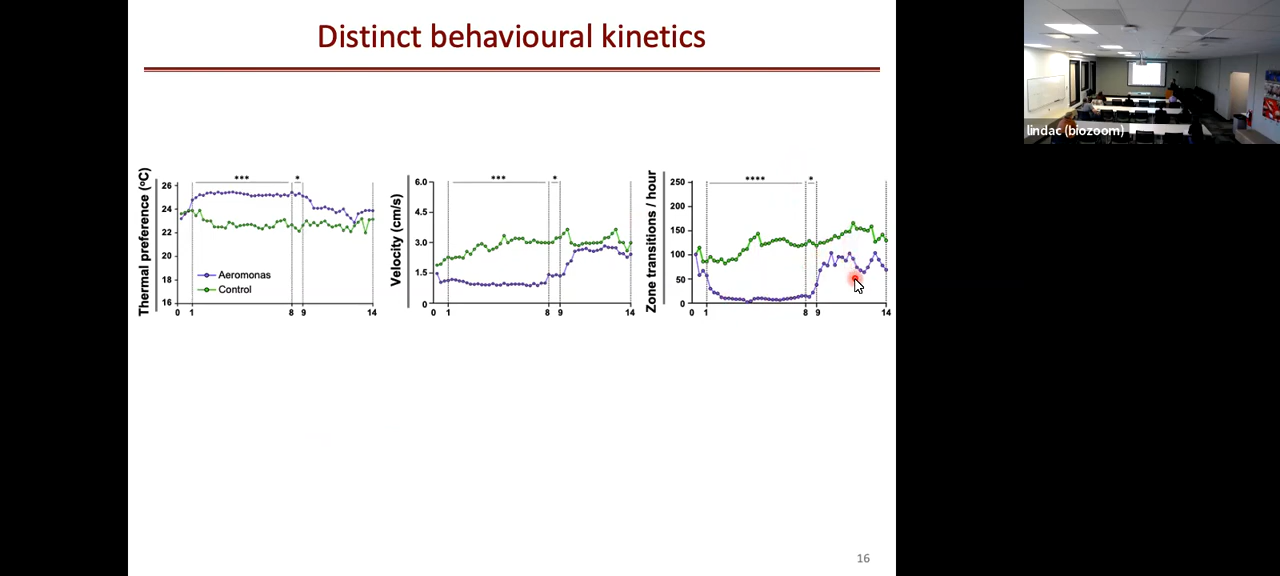 Distinct behavioural kinetics
lindac (biozoom)
Thermal preference (ºC)
26
24
22
20
18
16
*** *
Aeromonas
Control
0 1 8 9 14
Velocity (cm/s)
6.0
4.5
3.0
1.5
0
*** *
0 1 8 9 14
Zone transitions / hour
250
200
150
100
50
0
**** *
0 1 8 9 14
16